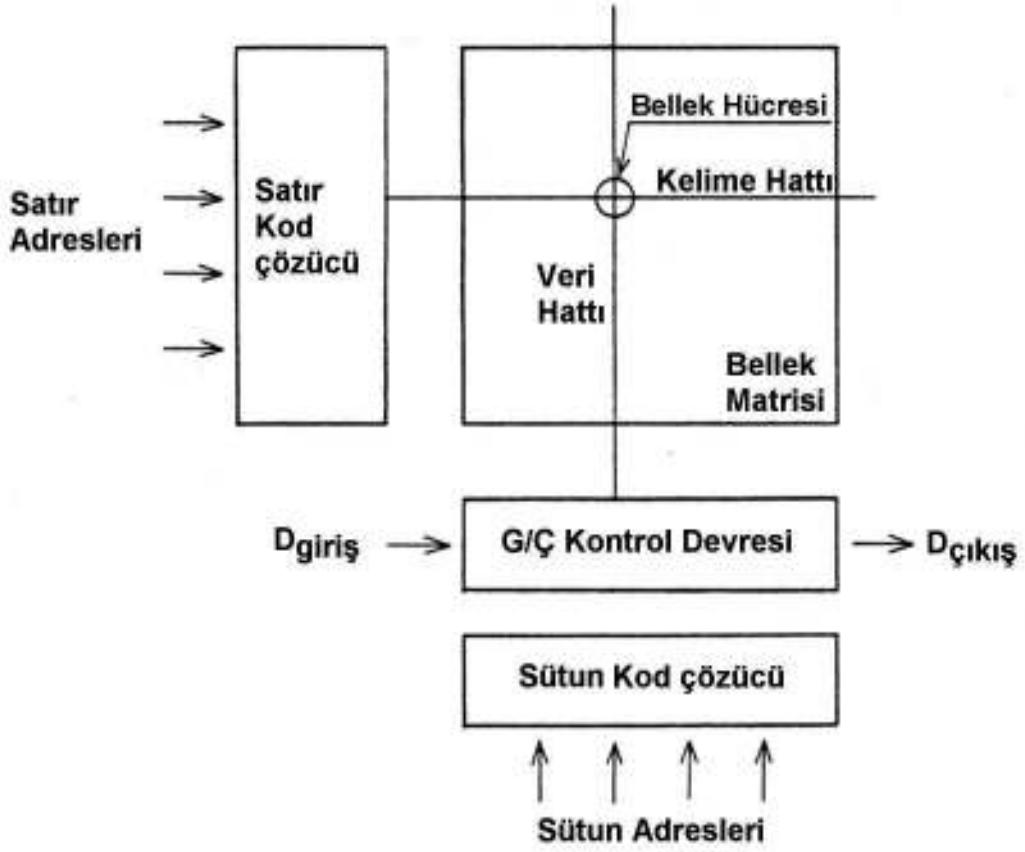 Bellek Hücresi
Kelime Hattı
Satır
Adresleri
Satır
Kod
çözücü
Veri
Hattı
Bellek
Matrisi
Dgiriş
G/Ç Kontrol Devresi
Dçıkış
Sütun Kod çözücü
Sütun Adresleri